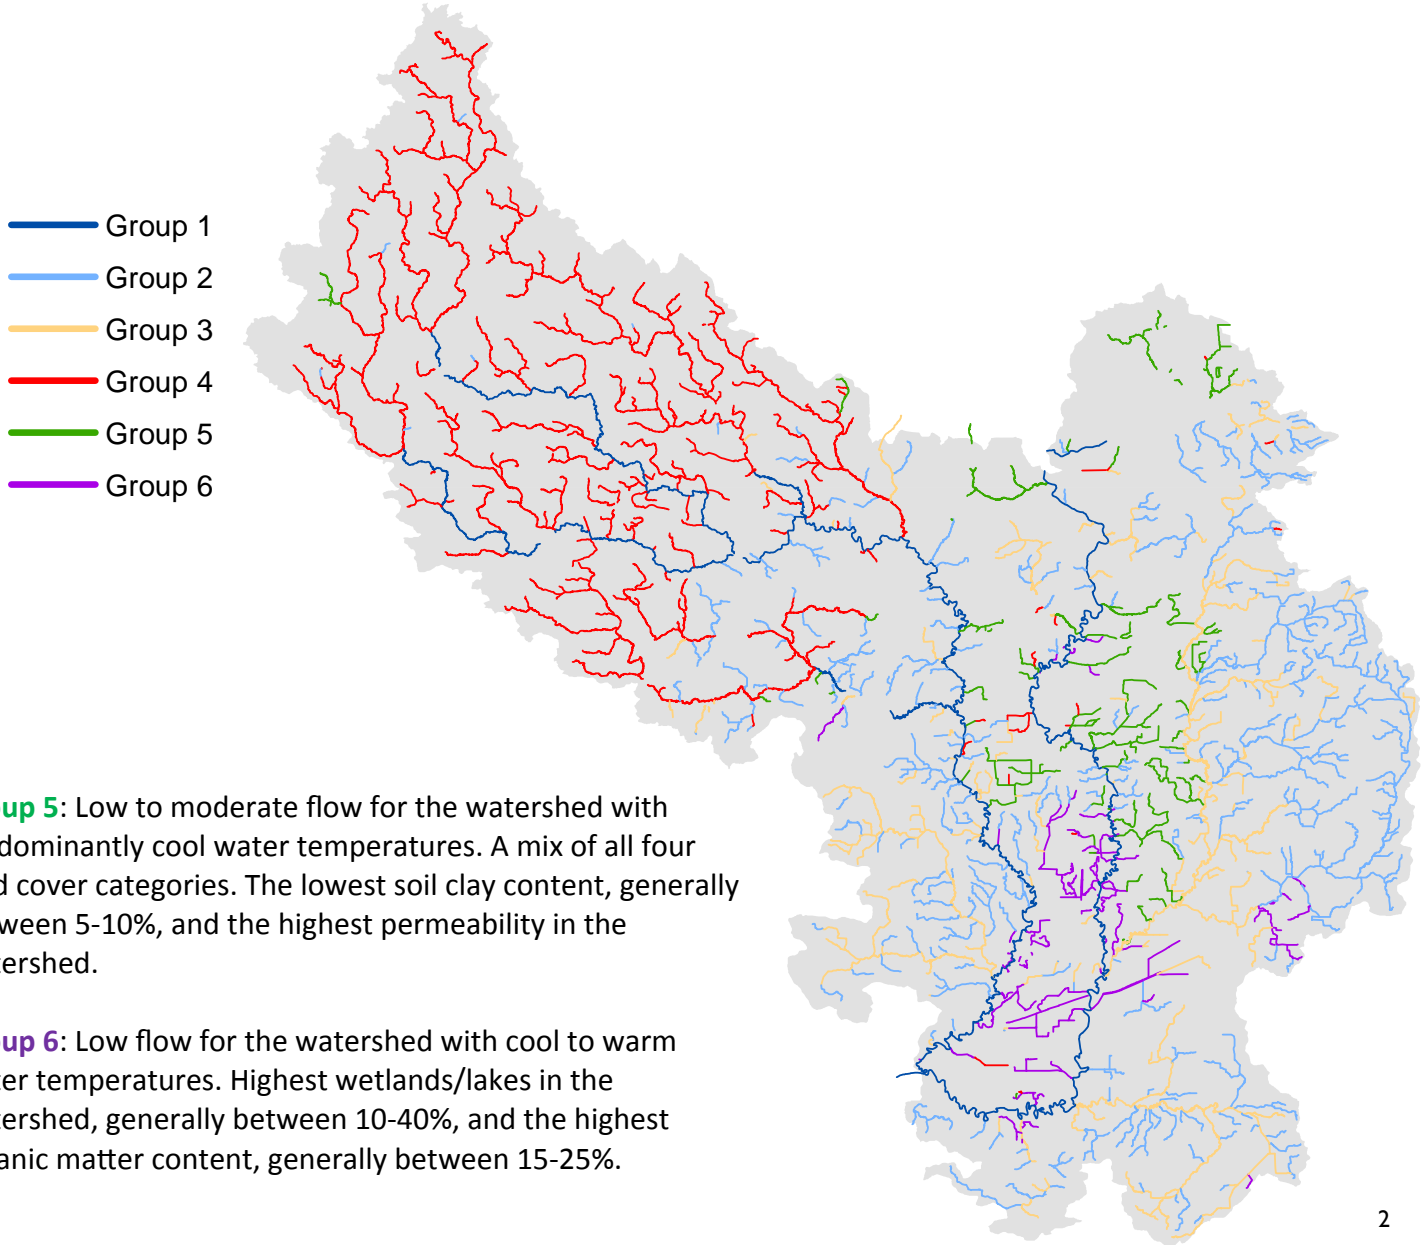 Group 1
Group 2
Group 3
Group 4
Group 5
Group 6
up 5: Low to moderate flow for the watershed with
dominantly cool water temperatures. A mix of all four
d cover categories. The lowest soil clay content, generally
ween 5-10%, and the highest permeability in the
tershed.
up 6: Low flow for the watershed with cool to warm
ter temperatures. Highest wetlands/lakes in the
tershed, generally between 10-40%, and the highest
anic matter content, generally between 15-25%.
2